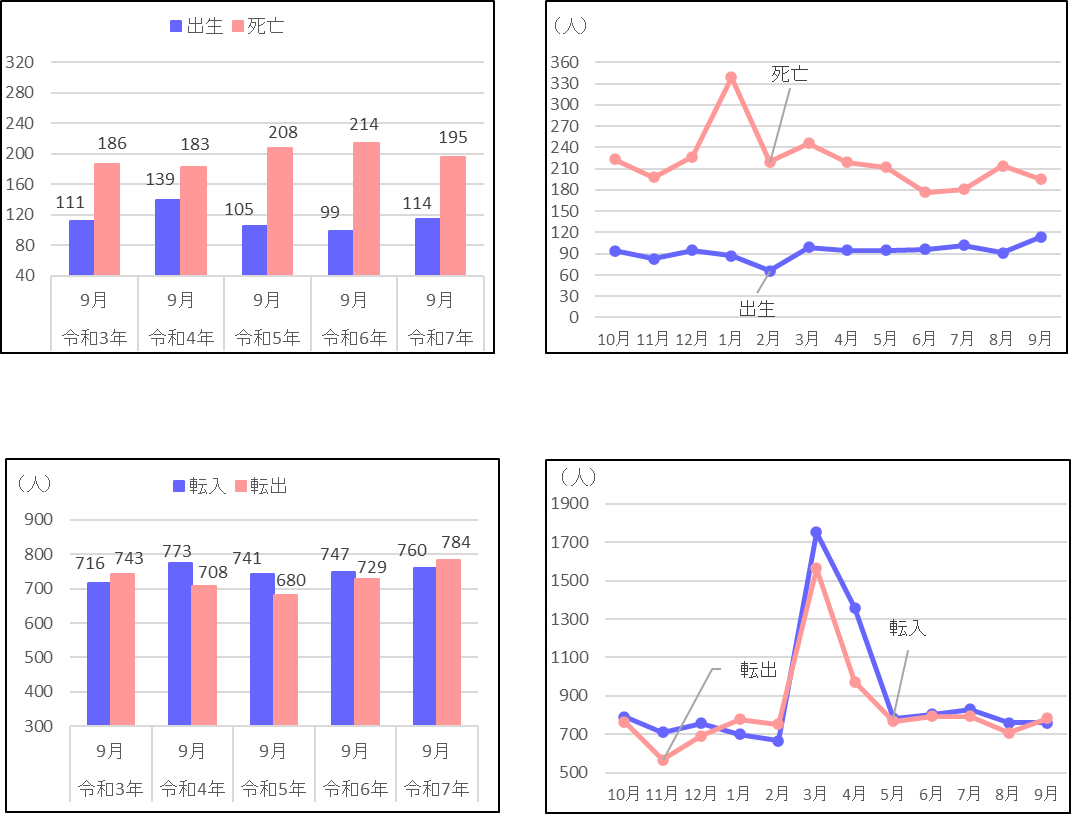 出生 死亡
320
280
240
200
160
120
80
40
111 186 139 183 105 208 99 214 114 195
9月 9月 9月 9月 9月
令和3年 令和4年 令和5年 令和6年 令和7年
（人）
360
330
300
270
240
210
180
150
120
90
60
30
0
死亡
出生
10月 11月 12月 1月 2月 3月 4月 5月 6月 7月 8月 9月
（人）
転入 転出
900
800
700
600
500
400
300
716 743 773 708 741 680 747 729 760 784
9月 9月 9月 9月 9月
令和3年 令和4年 令和5年 令和6年 令和7年
（人）
1900
1700
1500
1300
1100
900
700
500
転入
転出
10月 11月 12月 1月 2月 3月 4月 5月 6月 7月 8月 9月